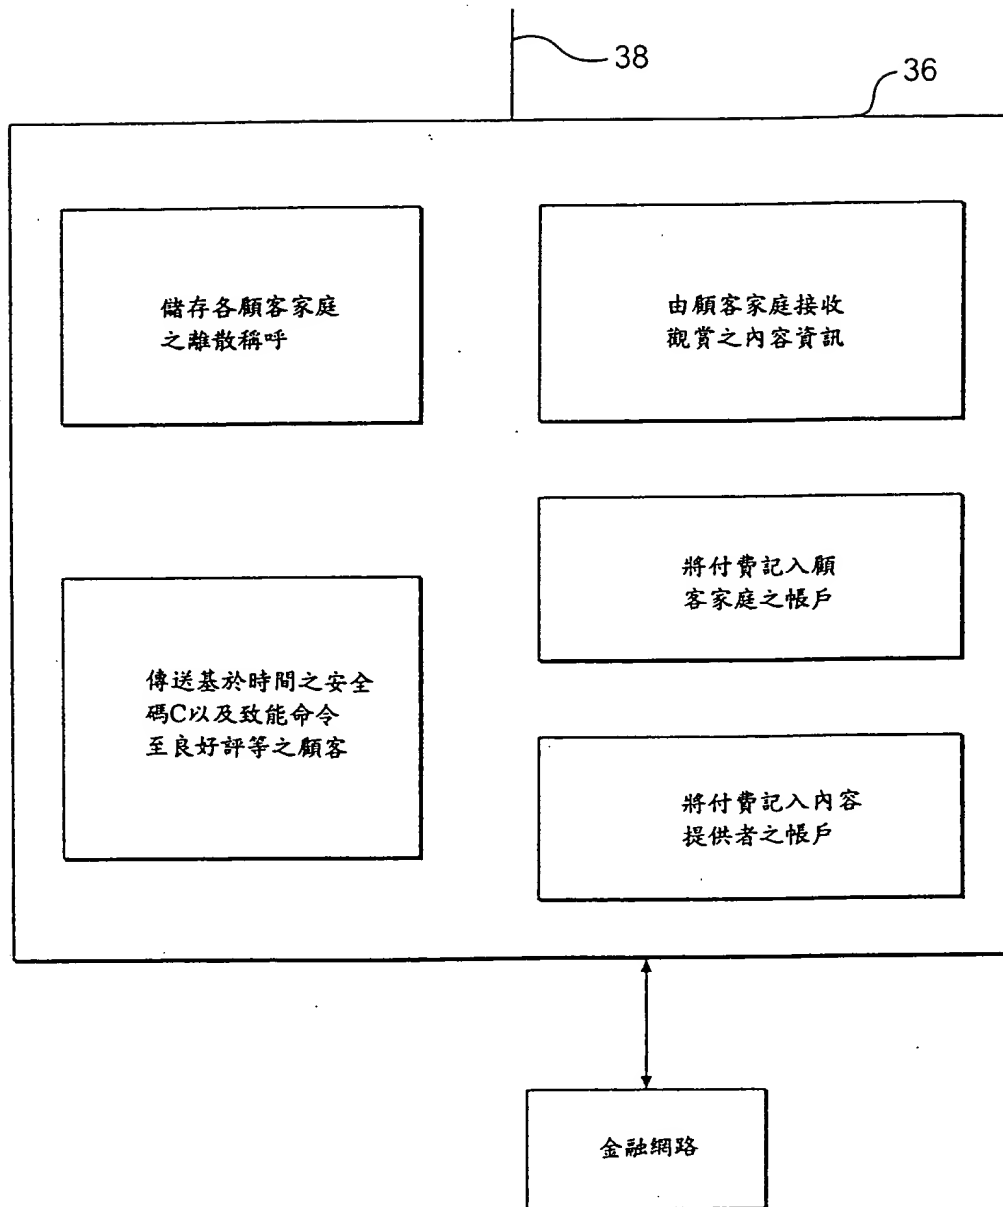 38
36
儲存各顧客家庭
之離散稱呼
由顧客家庭接收
觀賞之內容資訊
將付費記入顧
客家庭之帳戶
傳送基於時間之安全
碼C以及致能命令
至良好評等之顧客
將付費記入內容
提供者之帳戶
金融網路